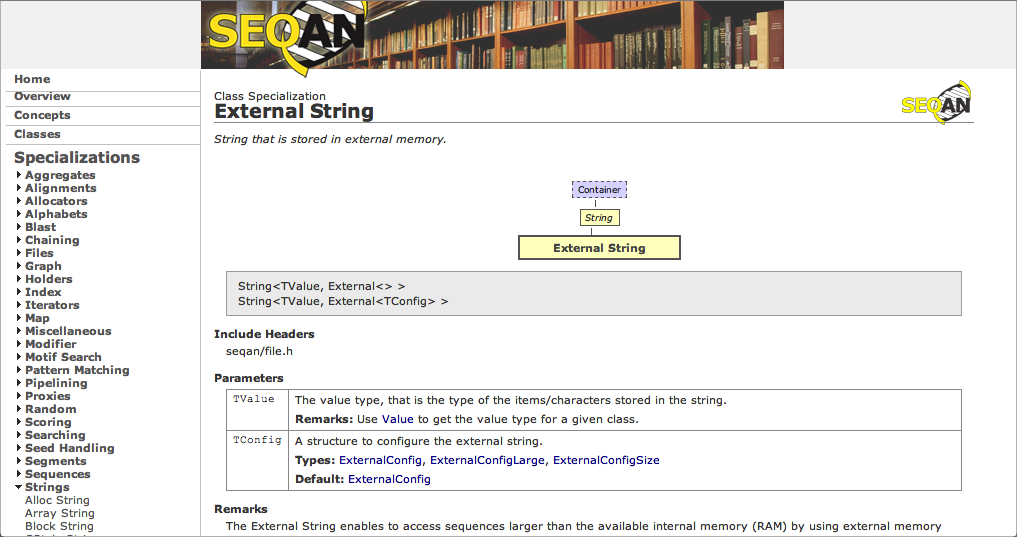 SEQAN
Home
Overview
Concepts
Classes
Specializations
Aggregates
Alignments
Allocators
Alphabets
Blast
Chaining
Files
Graph
Holders
Index
Iterators
Map
Miscellaneous
Modifier
Motif Search
Pattern Matching
Pipelining
Proxies
Random
Scoring
Searching
Seed Handling
Segments
Sequences
Strings
Alloc String
Array String
Block String
Class Specialization
External String
SEQAN
String that is stored in external memory.
Container
String
External String
String<TValue, External<> >
String<TValue, External<TConfig> >
Include Headers
seqan/file.h
Parameters
TValue
The value type, that is the type of the items/characters stored in the string.
Remarks: Use Value to get the value type for a given class.
TConfig
A structure to configure the external string.
Types: ExternalConfig, ExternalConfigLarge, ExternalConfigSize
Default: ExternalConfig
Remarks
The External String enables to access sequences larger than the available internal memory (RAM) by using external memory